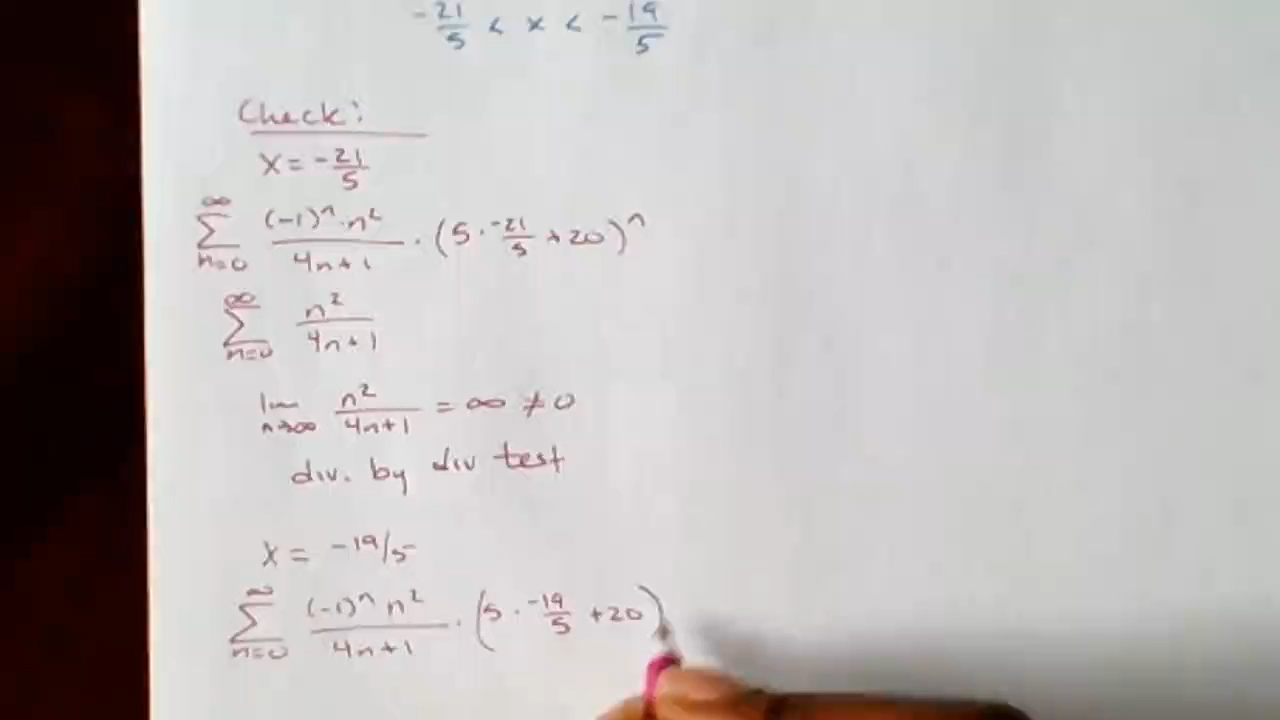 -21/5 < x < -19/5
Check:
x = -21/5
∞ ∑ n=0 (-1)^n · n^2 / 4n+1 · (5 · -21/5 + 20)^n
∞ ∑ n=0 n^2 / 4n+1
lim n→∞ n^2 / 4n+1 = ∞ ≠ 0
div. by div test
x = -19/5
∞ ∑ n=0 (-1)^n n^2 / 4n+1 · (5 · -19/5 + 20)